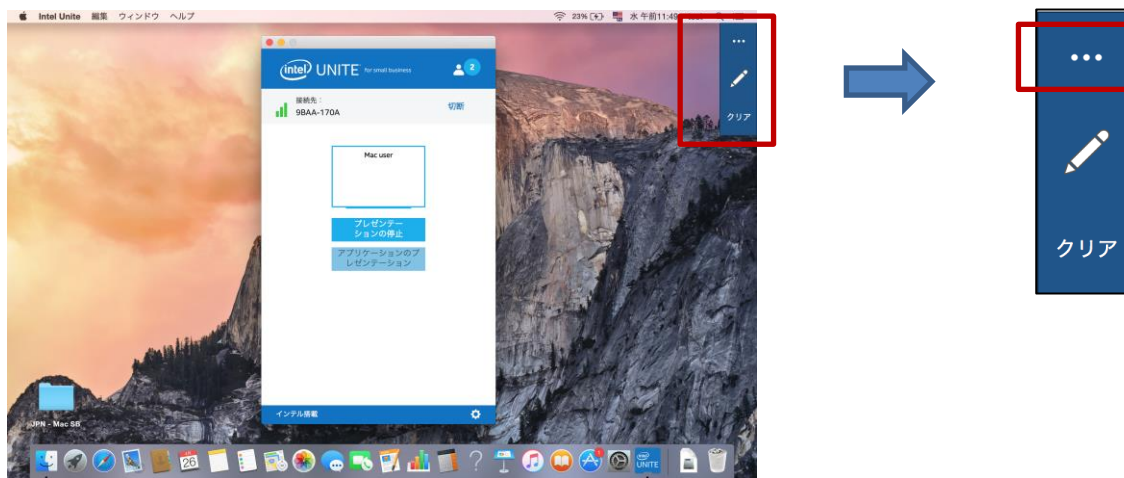 Intel Unite 編集 ウィンドウ ヘルプ
23% 水 午前11:49
intel UNITE for small business 2
接続先：
9BAA-170A
切断
Mac user
プレゼンテー
ションの停止
アプリケーションのプ
レゼンテーション
インテル搭載
クリア
クリア
JPN - Mac SB
26
UNITE